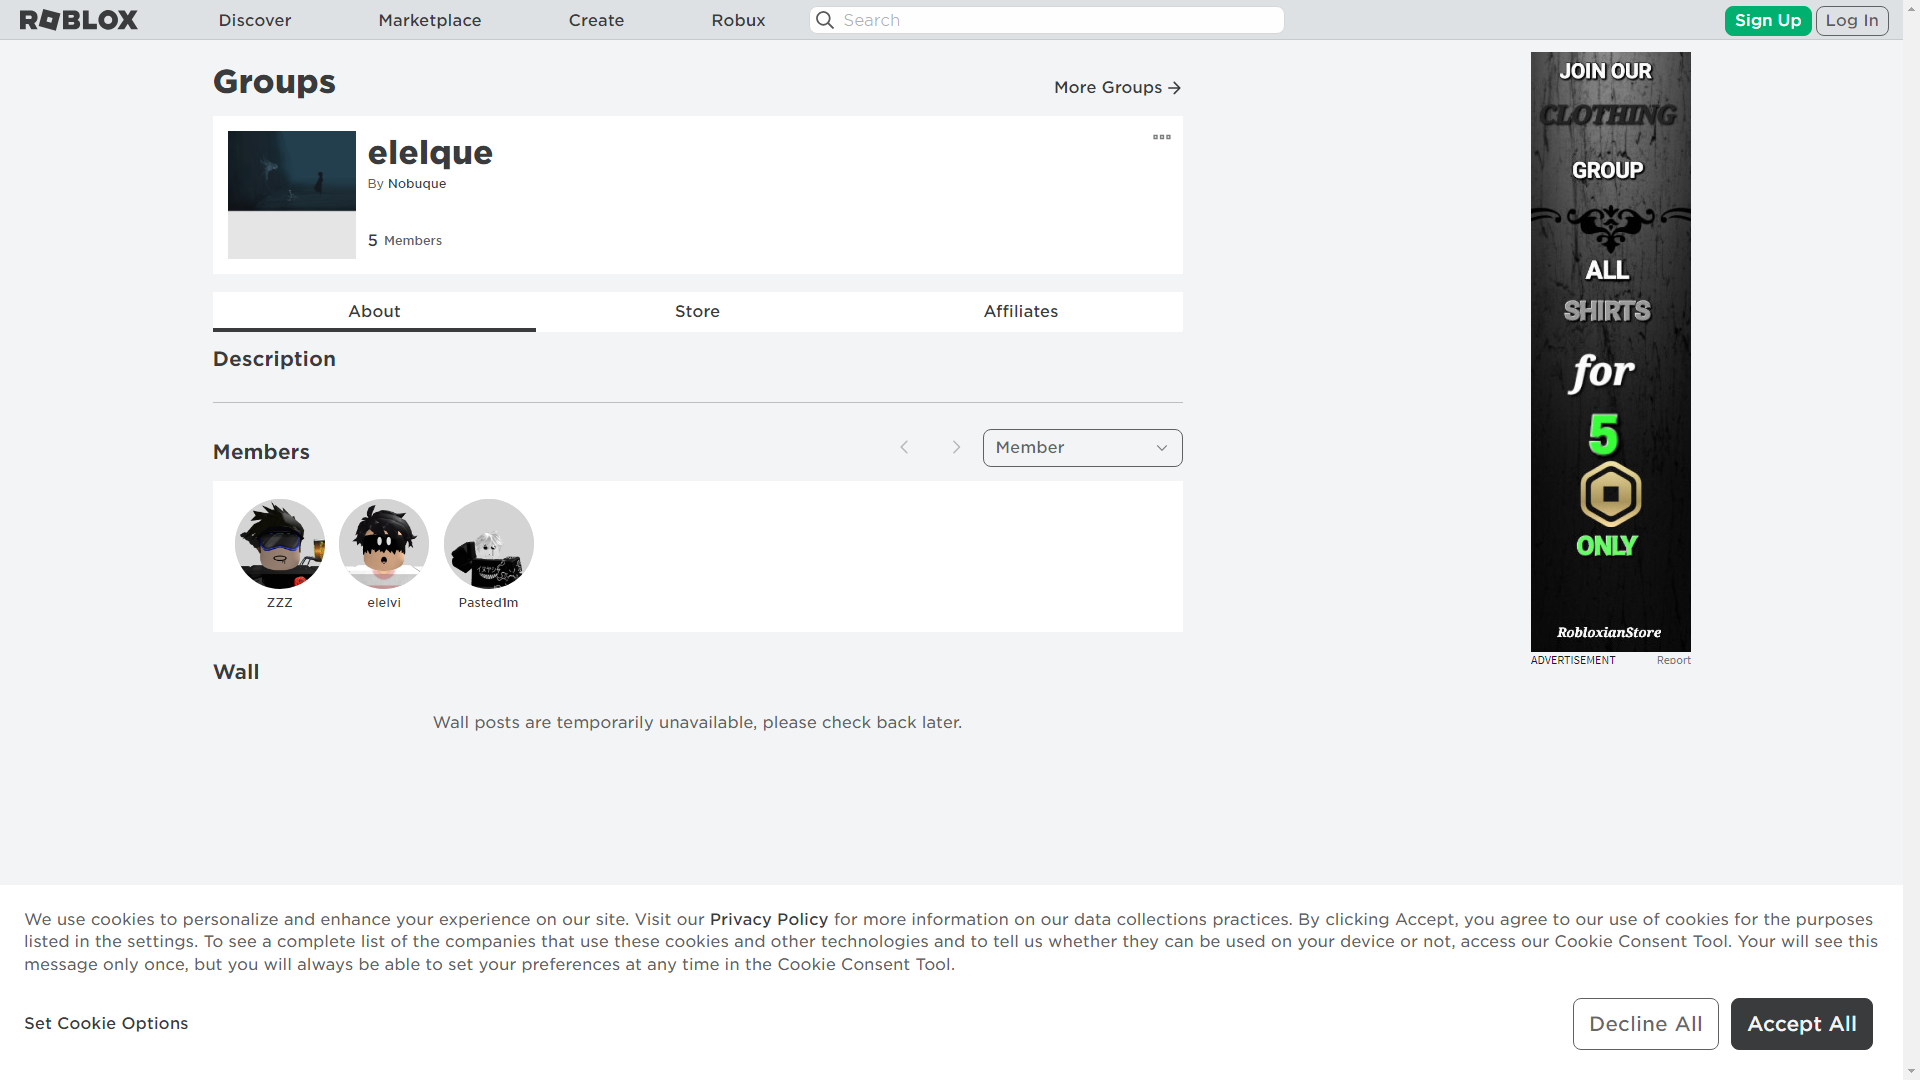 ROBLOX
Discover
Marketplace
Create
Robux
Search
Sign Up
Log In
Groups
More Groups
elelque
By Nobuque
5 Members
About
Store
Affiliates
Description
Members
Member
ZZZ
elelvi
Pasted1m
Wall
Wall posts are temporarily unavailable, please check back later.
JOIN OUR
CLOTHING
GROUP
ALL
SHIRTS
for
5
ONLY
RobloxianStore
ADVERTISEMENT
Report
We use cookies to personalize and enhance your experience on our site. Visit our Privacy Policy for more information on our data collections practices. By clicking Accept, you agree to our use of cookies for the purposes
listed in the settings. To see a complete list of the companies that use these cookies and other technologies and to tell us whether they can be used on your device or not, access our Cookie Consent Tool. Your will see this
message only once, but you will always be able to set your preferences at any time in the Cookie Consent Tool.
Set Cookie Options
Decline All
Accept All